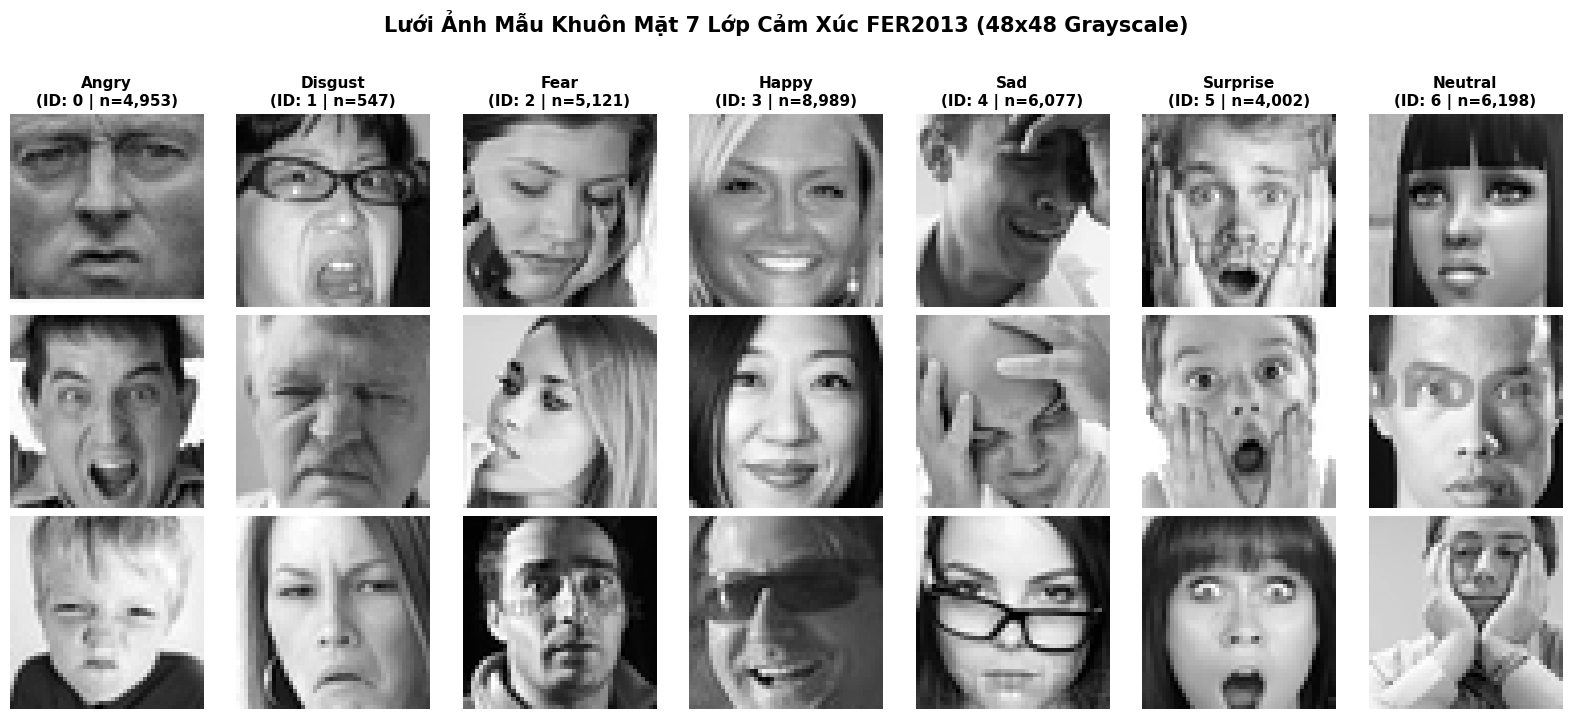 Lưới Ảnh Mẫu Khuôn Mặt 7 Lớp Cảm Xúc FER2013 (48x48 Grayscale)
Angry
(ID: 0 | n=4,953)
Disgust
(ID: 1 | n=547)
Fear
(ID: 2 | n=5,121)
Happy
(ID: 3 | n=8,989)
Sad
(ID: 4 | n=6,077)
Surprise
(ID: 5 | n=4,002)
Neutral
(ID: 6 | n=6,198)